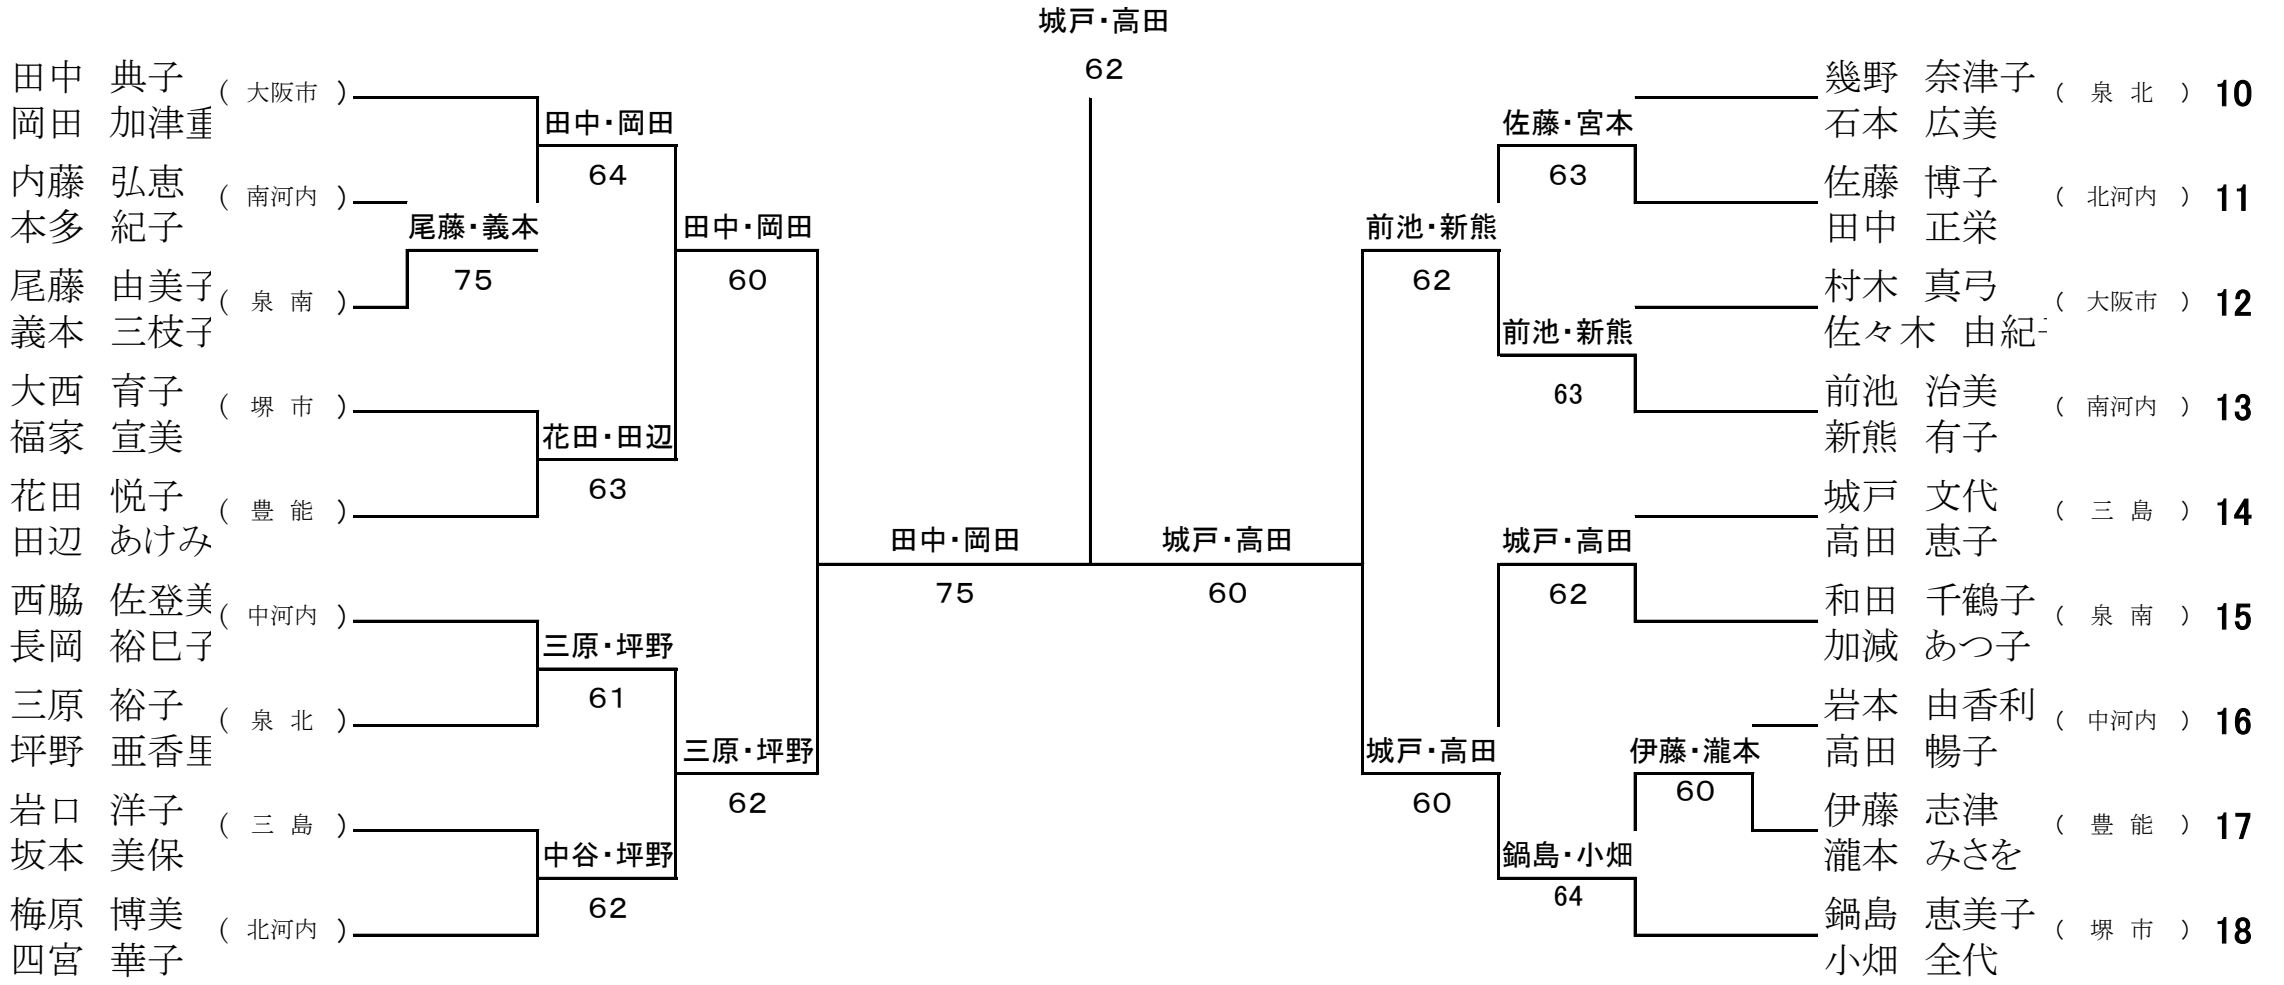 城戸・高田
62
田中 典子
岡田 加津重
( 大阪市 )
内藤 弘恵
本多 紀子
( 南河内 )
尾藤 由美子
義本 三枝子
( 泉 南 )
大西 育子
福家 宣美
( 堺 市 )
花田 悦子
田辺 あけみ
( 豊 能 )
西脇 佐登美
長岡 裕巳子
( 中河内 )
三原 裕子
坪野 亜香里
( 泉 北 )
岩口 洋子
坂本 美保
( 三 島 )
梅原 博美
四宮 華子
( 北河内 )
尾藤・義本
75
田中・岡田
64
花田・田辺
63
三原・坪野
61
中谷・坪野
62
田中・岡田
60
三原・坪野
62
田中・岡田
75
城戸・高田
60
前池・新熊
62
城戸・高田
60
佐藤・宮本
63
前池・新熊
63
城戸・高田
62
鍋島・小畑
64
伊藤・瀧本
60
幾野 奈津子
石本 広美
( 泉 北 ) 10
佐藤 博子
田中 正栄
( 北河内 ) 11
村木 真弓
佐々木 由紀
( 大阪市 ) 12
前池 治美
新熊 有子
( 南河内 ) 13
城戸 文代
高田 恵子
( 三 島 ) 14
和田 千鶴子
加減 あつ子
( 泉 南 ) 15
岩本 由香利
高田 暢子
( 中河内 ) 16
伊藤 志津
瀧本 みさを
( 豊 能 ) 17
鍋島 恵美子
小畑 全代
( 堺 市 ) 18